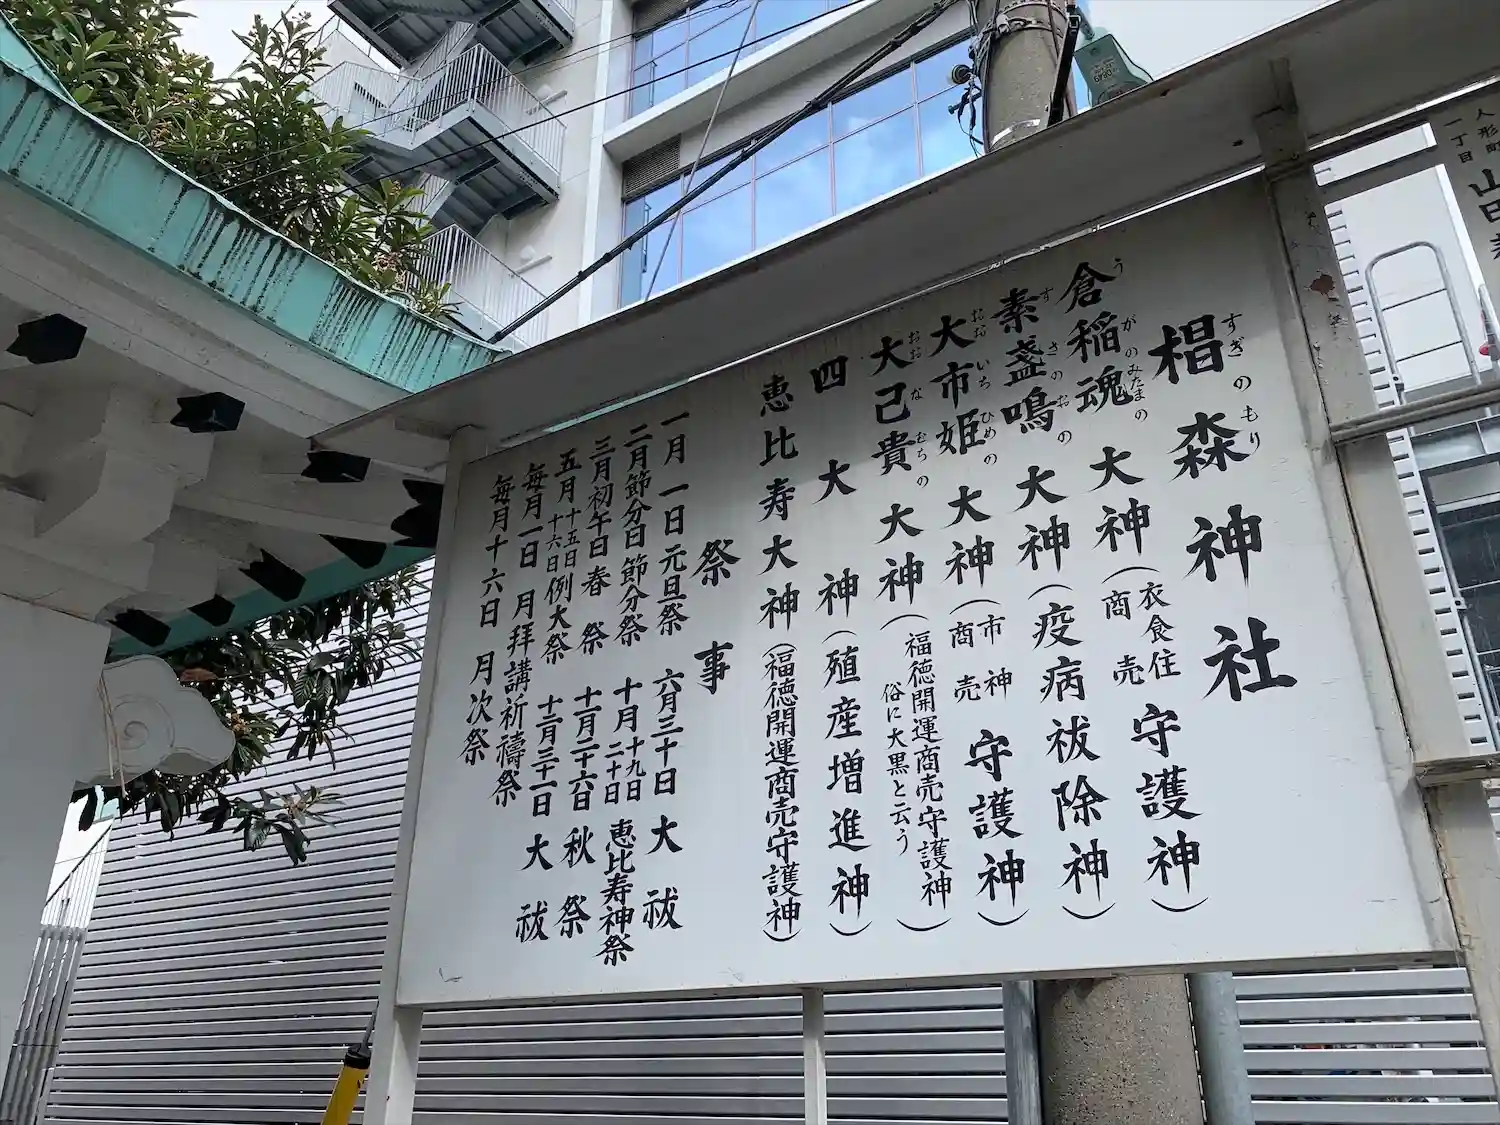 椙森神社
すぎのもり
倉稲魂大神（衣食住商売守護神）
うがのみたまの
素盞嗚大神（疫病祓除神）
すさのおの
大市姫大神（市神商売守護神）
おおいちひめの
大己貴大神（福徳開運商売守護神俗に大黒と云う）
おおなむちの
四大神（殖産増進神）
恵比寿大神（福徳開運商売守護神）
祭事
一月一日元旦祭 六月三十日大祓
二月節分日節分祭 十月十九日二十日恵比寿神祭
三月初午日春祭 十一月二十六日秋祭
五月十五日十六日例大祭 十二月三十一日大祓
毎月一日 月拝講祈禱祭
毎月十六日 月次祭
人形町
一丁目
山田